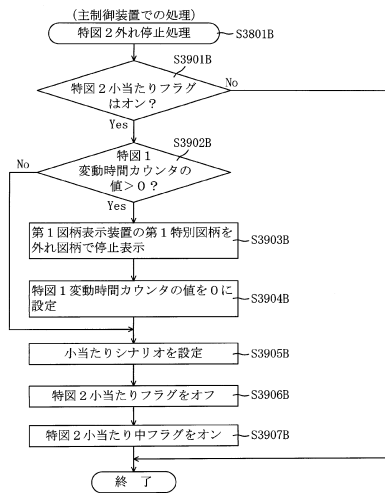 (主制御装置での処理)
特図2外れ停止処理
S3801B
S3901B
特図2小当たりフラグ
はオン？
No
Yes
S3902B
特図1
変動時間カウンタの
値＞0？
No
Yes
第1図柄表示装置の第1特別図柄を
外れ図柄で停止表示
S3903B
特図1変動時間カウンタの値を0に
設定
S3904B
小当たりシナリオを設定
S3905B
特図2小当たりフラグをオフ
S3906B
特図2小当たり中フラグをオン
S3907B
終 了